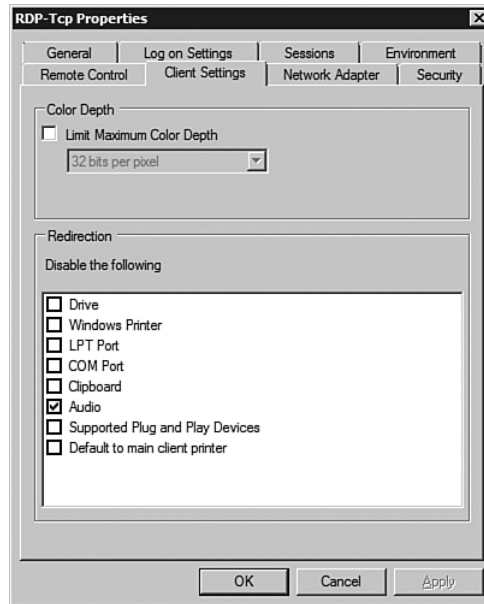 RDP-Tcp Properties
General Log on Settings Sessions Environment
Remote Control Client Settings Network Adapter Security
Color Depth
Limit Maximum Color Depth
32 bits per pixel
Redirection
Disable the following
Drive
Windows Printer
LPT Port
COM Port
Clipboard
Audio
Supported Plug and Play Devices
Default to main client printer
OK Cancel Apply